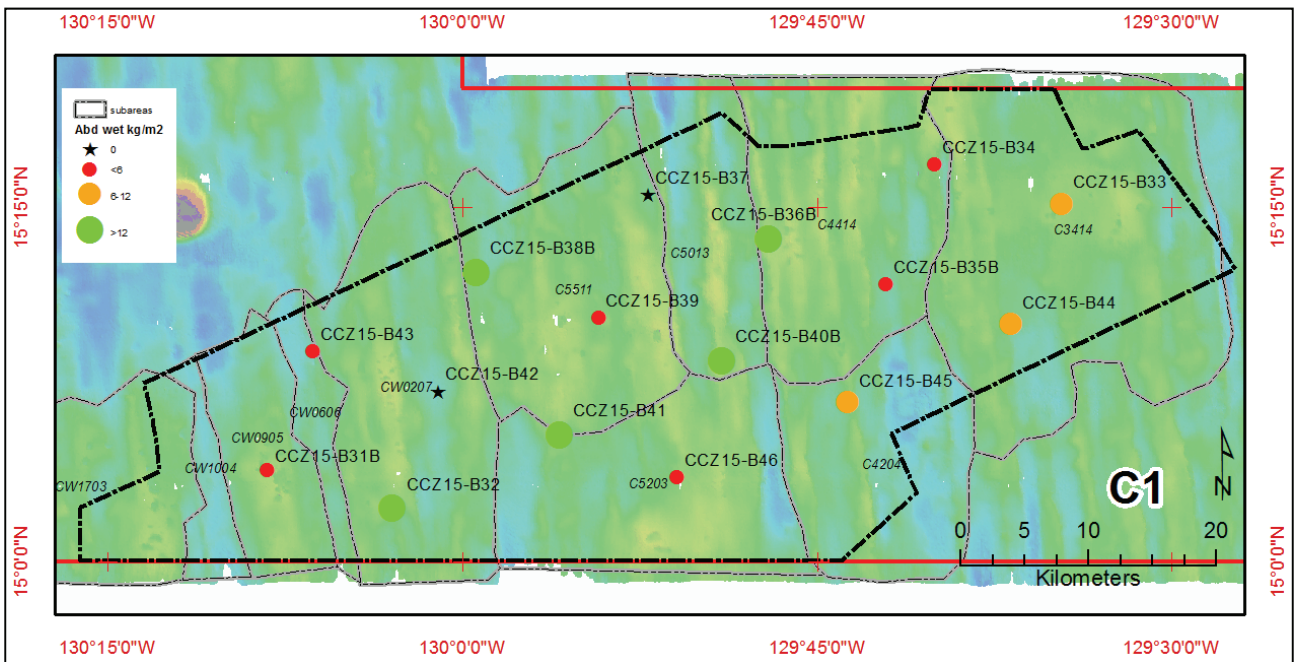 130°15'0"W 130°0'0"W 129°45'0"W 129°30'0"W
subareas
Abd wet kg/m2
0
<6
6-12
>12
15°15'0"N
15°15'0"N
CCZ15-B34
CCZ15-B37
CCZ15-B33
CCZ15-B36B
C4414
C3414
CCZ15-B38B
C5013
CCZ15-B35B
C5511
CCZ15-B39
CCZ15-B44
CCZ15-B43
CCZ15-B40B
CCZ15-B42
CW0207
CCZ15-B45
CW0606
CCZ15-B41
CW0905
CW1004
CCZ15-B31B
CCZ15-B46
C4204
CW1703
C5203
CCZ15-B32
C1
N
0 5 10 20
Kilometers
15°0'0"N
15°0'0"N
130°15'0"W 130°0'0"W 129°45'0"W 129°30'0"W